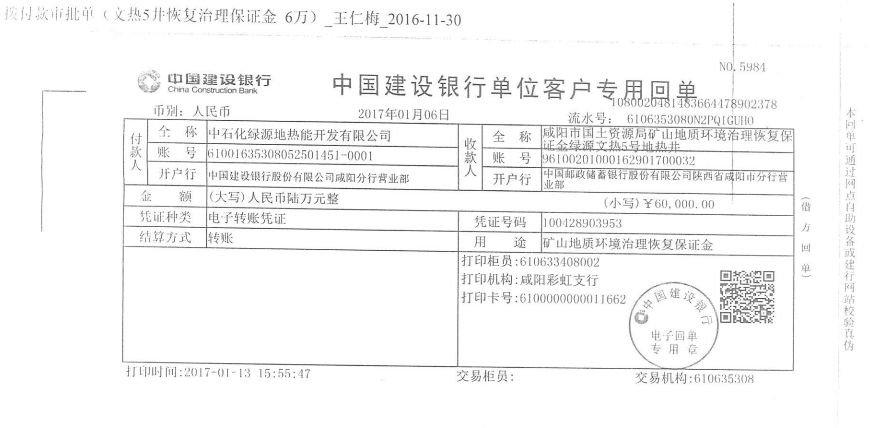 拨付款审批单（文热5井恢复治理保证金 6万）_王仁梅_2016-11-30
NO.5984
中国建设银行
China Construction Bank
中国建设银行单位客户专用回单
1080020481483664478902378
币别：人民币
2017年01月06日
流水号： 6106353080N2PQIGUHO
付款人
全 称
中石化绿源地热能开发有限公司
收款人
全 称
咸阳市国土资源局矿山地质环境治理恢复保
证金绿源文热5号地热井
账 号
61001635308052501451-0001
账 号
961002010001629017​00032
开户行
中国建设银行股份有限公司咸阳分行营业部
开户行
中国邮政储蓄银行股份有限公司陕西省咸阳市分行营
业部
金 额
(大写)人民币陆万元整
(小写)￥60,000.00
凭证种类
电子转账凭证
凭证号码
100428903953
结算方式
转账
用 途
矿山地质环境治理恢复保证金
打印柜员:610633408002
打印机构:咸阳彩虹支行
打印卡号:6100000000011662
中国建设银行
电子回单
专用章
打印时间:2017-01-13 15:55:47
交易柜员:
交易机构:610635308
（借方回单）
本回单可通过网点自助设备或建行网站校验真伪